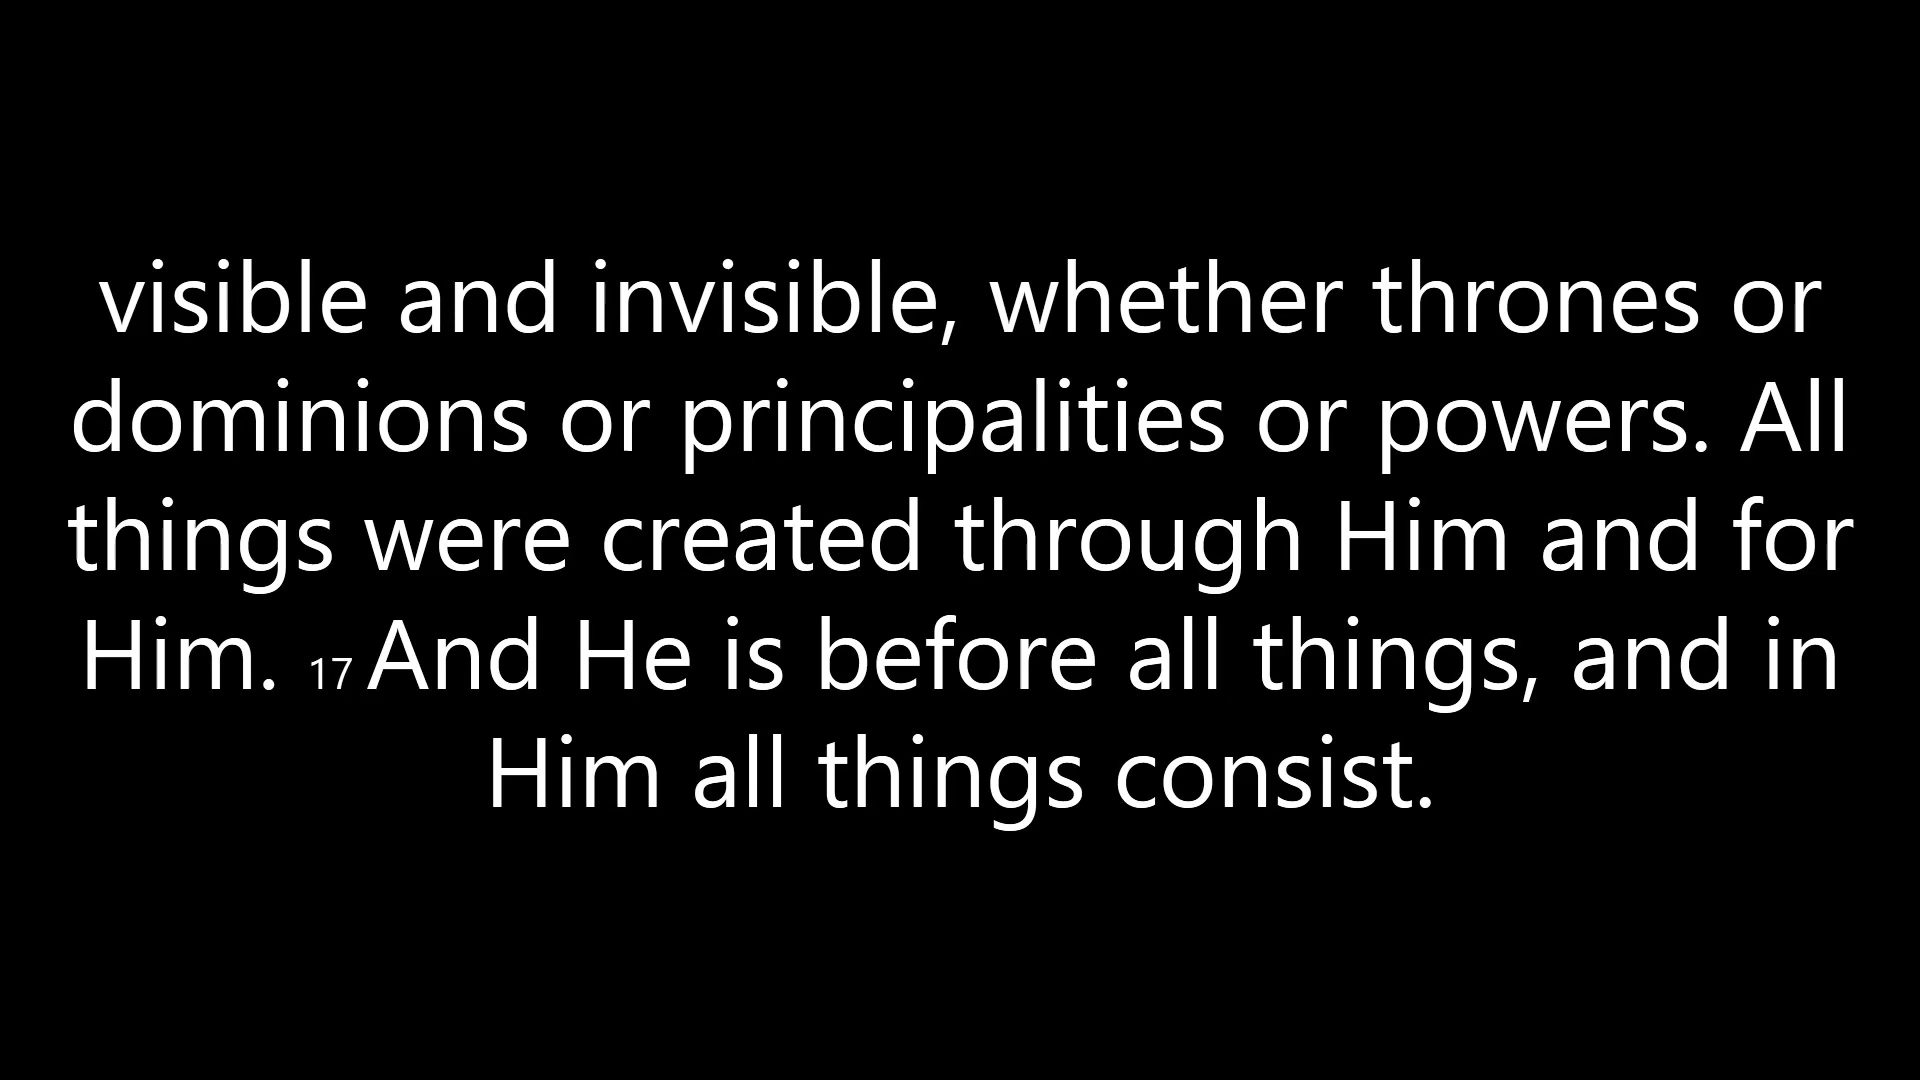 visible and invisible, whether thrones or
dominions or principalities or powers. All
things were created through Him and for
Him. 17 And He is before all things, and in
Him all things consist.